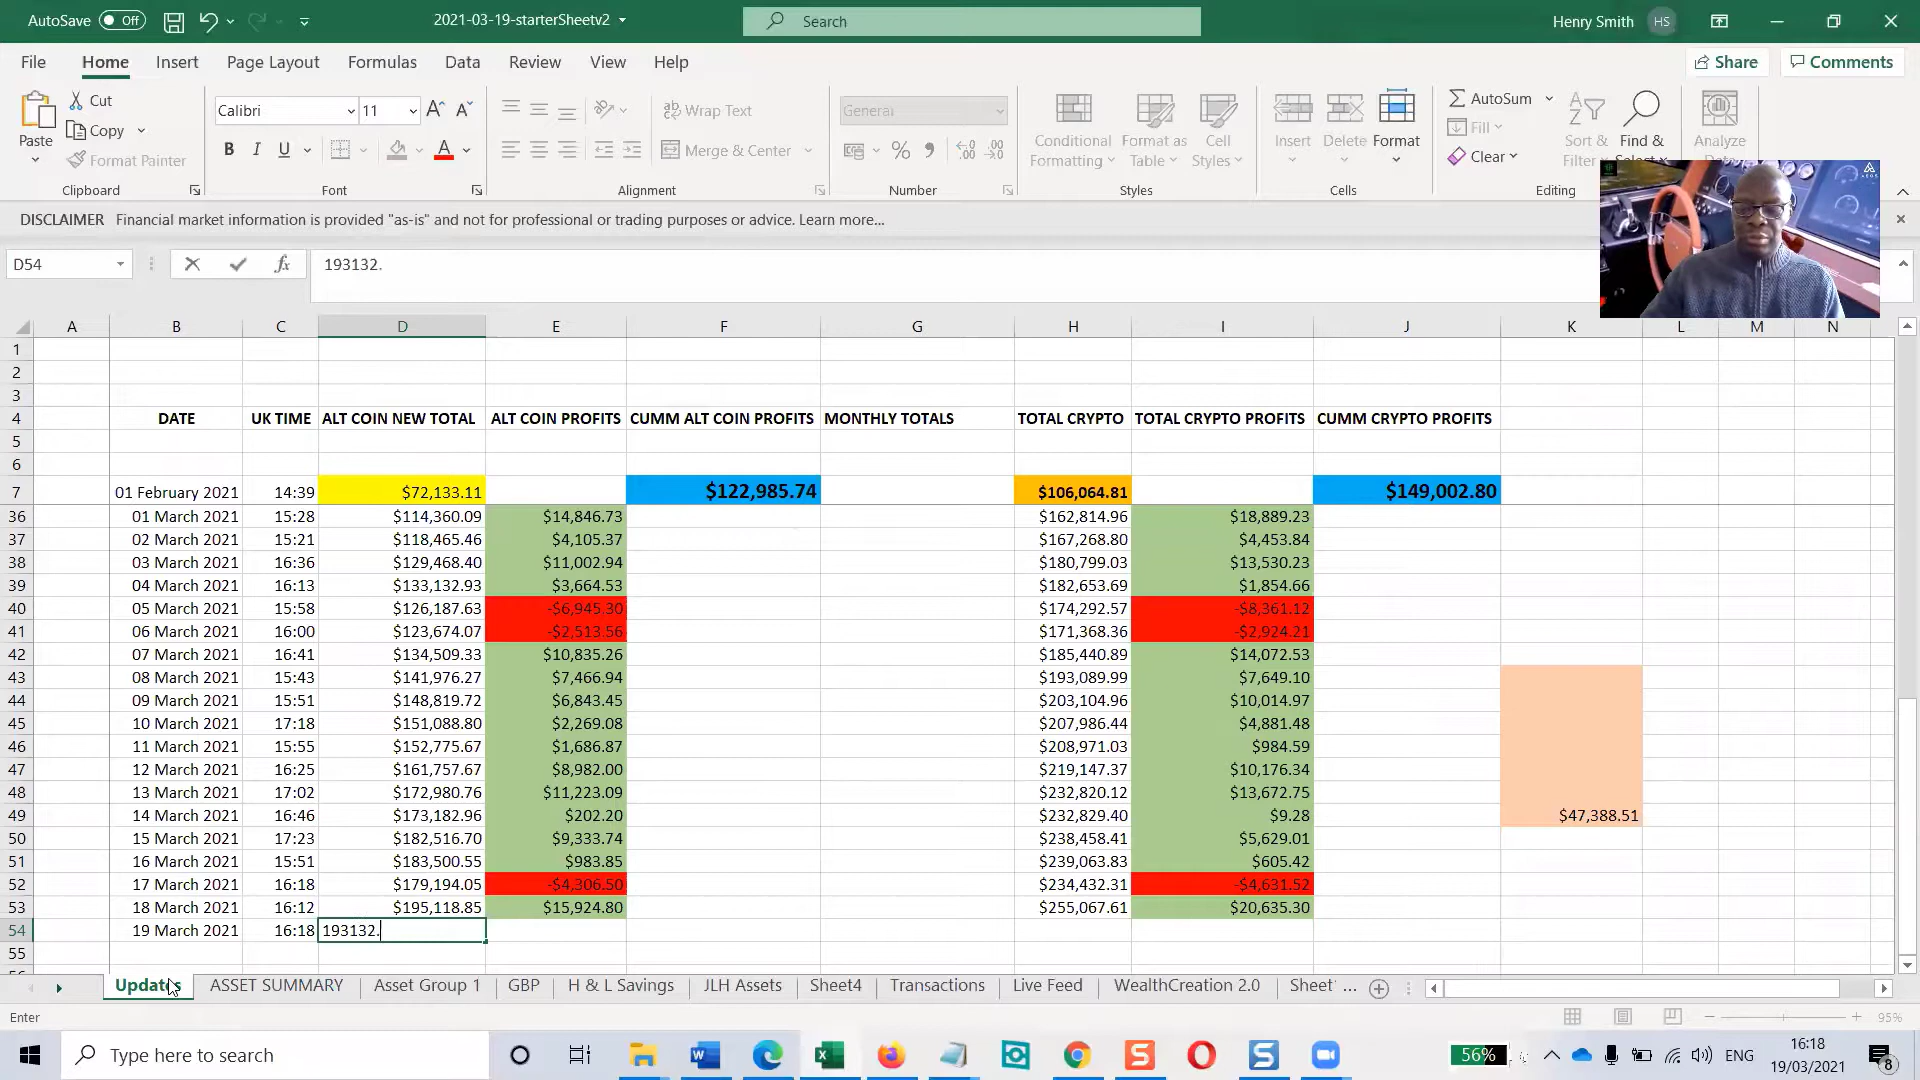 AutoSave Off 2021-03-19-starterSheetv2 Search Henry Smith HS
File Home Insert Page Layout Formulas Data Review View Help Share Comments
Cut Calibri 11 Wrap Text General AutoSum
Copy Paste Conditional Format as Cell Insert Delete Format Fill Sort & Find & Analyze
Format Painter B I U Merge & Center Formatting Table Styles Clear Filter Select
Clipboard Font Alignment Number Styles Cells Editing
DISCLAIMER Financial market information is provided "as-is" and not for professional or trading purposes or advice. Learn more...
D54 fx 193132.
A B C D E F G H I J K L M N
1
2
3
4 DATE UK TIME ALT COIN NEW TOTAL ALT COIN PROFITS CUMM ALT COIN PROFITS MONTHLY TOTALS TOTAL CRYPTO TOTAL CRYPTO PROFITS CUMM CRYPTO PROFITS
5
6
7 01 February 2021 14:39 $72,133.11 $122,985.74 $106,064.81 $149,002.80
36 01 March 2021 15:28 $114,360.09 $14,846.73 $162,814.96 $18,889.23
37 02 March 2021 15:21 $118,465.46 $4,105.37 $167,268.80 $4,453.84
38 03 March 2021 16:36 $129,468.40 $11,002.94 $180,799.03 $13,530.23
39 04 March 2021 16:13 $133,132.93 $3,664.53 $182,653.69 $1,854.66
40 05 March 2021 15:58 $126,187.63 -$6,945.30 $174,292.57 -$8,361.12
41 06 March 2021 16:00 $123,674.07 -$2,513.56 $171,368.36 -$2,924.21
42 07 March 2021 16:41 $134,509.33 $10,835.26 $185,440.89 $14,072.53
43 08 March 2021 15:43 $141,976.27 $7,466.94 $193,089.99 $7,649.10
44 09 March 2021 15:51 $148,819.72 $6,843.45 $203,104.96 $10,014.97
45 10 March 2021 17:18 $151,088.80 $2,269.08 $207,986.44 $4,881.48
46 11 March 2021 15:55 $152,775.67 $1,686.87 $208,971.03 $984.59
47 12 March 2021 16:25 $161,757.67 $8,982.00 $219,147.37 $10,176.34
48 13 March 2021 17:02 $172,980.76 $11,223.09 $232,820.12 $13,672.75
49 14 March 2021 16:46 $173,182.96 $202.20 $232,829.40 $9.28 $47,388.51
50 15 March 2021 17:23 $182,516.70 $9,333.74 $238,458.41 $5,629.01
51 16 March 2021 15:51 $183,500.55 $983.85 $239,063.83 $605.42
52 17 March 2021 16:18 $179,194.05 -$4,306.50 $234,432.31 -$4,631.52
53 18 March 2021 16:12 $195,118.85 $15,924.80 $255,067.61 $20,635.30
54 19 March 2021 16:18 193132.
55
Updates ASSET SUMMARY Asset Group 1 GBP H & L Savings JLH Assets Sheet4 Transactions Live Feed WealthCreation 2.0 Sheet ...
Enter 95%
Type here to search 56% ENG 16:18
19/03/2021 8